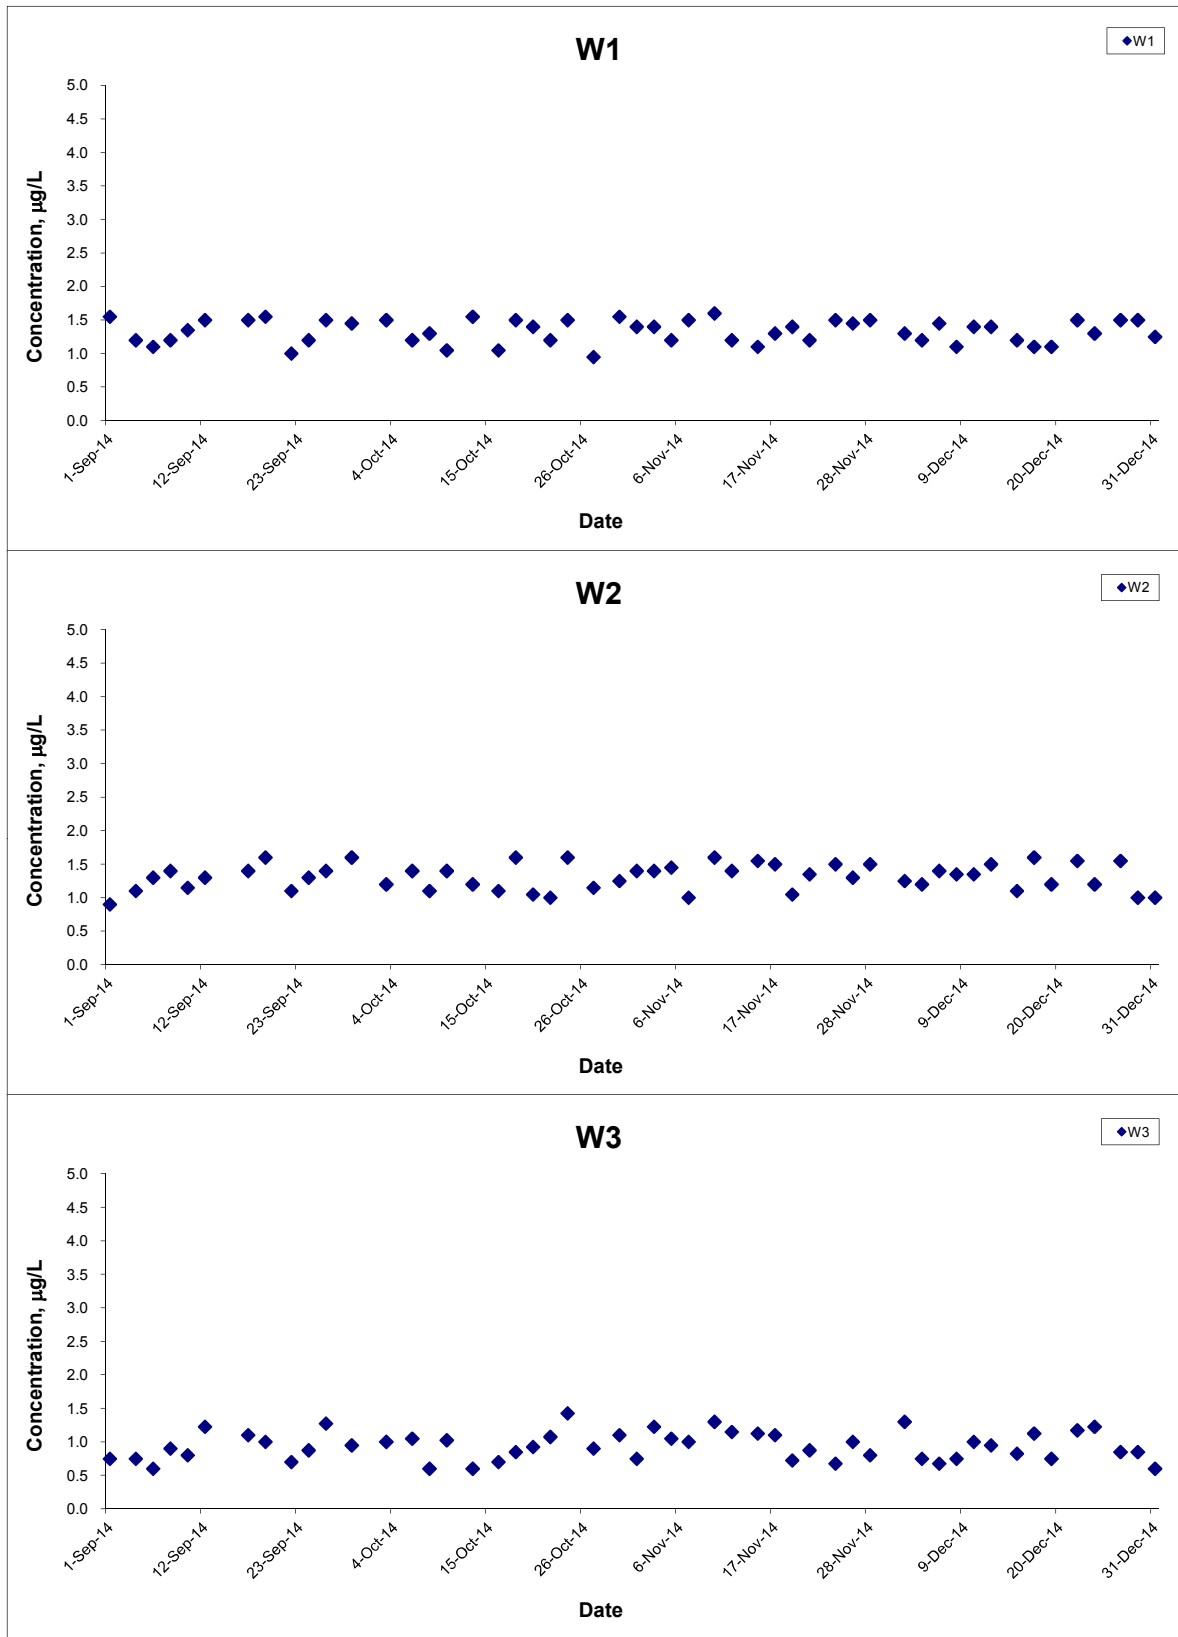 W1
W1
5.0
4.5
4.0
3.5
3.0
2.5
2.0
1.5
1.0
0.5
0.0
Concentration, µg/L
1-Sep-14
12-Sep-14
23-Sep-14
4-Oct-14
15-Oct-14
26-Oct-14
6-Nov-14
17-Nov-14
28-Nov-14
9-Dec-14
20-Dec-14
31-Dec-14
Date
W2
W2
5.0
4.5
4.0
3.5
3.0
2.5
2.0
1.5
1.0
0.5
0.0
Concentration, µg/L
1-Sep-14
12-Sep-14
23-Sep-14
4-Oct-14
15-Oct-14
26-Oct-14
6-Nov-14
17-Nov-14
28-Nov-14
9-Dec-14
20-Dec-14
31-Dec-14
Date
W3
W3
5.0
4.5
4.0
3.5
3.0
2.5
2.0
1.5
1.0
0.5
0.0
Concentration, µg/L
1-Sep-14
12-Sep-14
23-Sep-14
4-Oct-14
15-Oct-14
26-Oct-14
6-Nov-14
17-Nov-14
28-Nov-14
9-Dec-14
20-Dec-14
31-Dec-14
Date